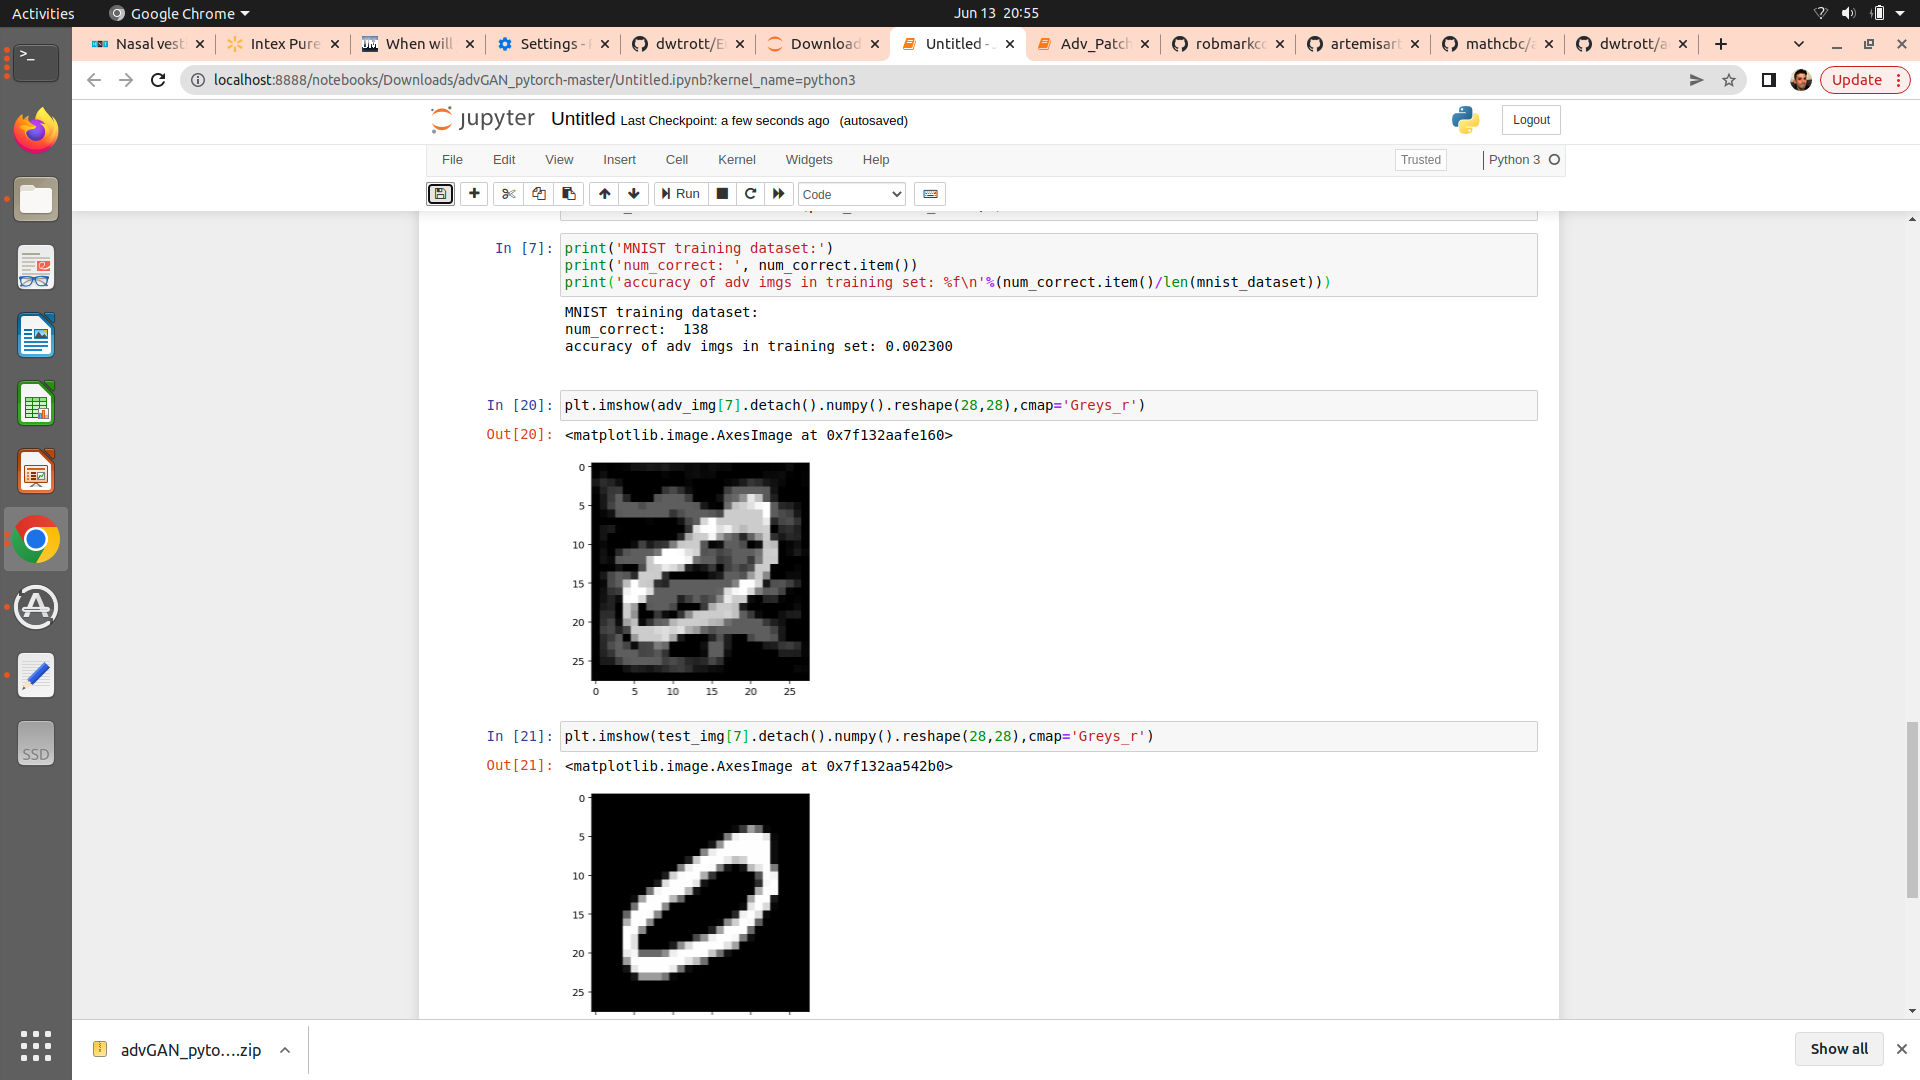 Activities
Google Chrome
Jun 13 20:55
Nasal vest
Intex Pure
When will
Settings -
dwtrott/E
Download
Untitled -
Adv_Patch
robmarkco
artemisart
mathcbc/a
dwtrott/a
localhost:8888/notebooks/Downloads/advGAN_pytorch-master/Untitled.ipynb?kernel_name=python3
Update
jupyter Untitled Last Checkpoint: a few seconds ago (autosaved)
Logout
File Edit View Insert Cell Kernel Widgets Help
Trusted
Python 3
Run
Code
In [7]: print('MNIST training dataset:')
print('num_correct: ', num_correct.item())
print('accuracy of adv imgs in training set: %f\n'%(num_correct.item()/len(mnist_dataset)))
MNIST training dataset:
num_correct:  138
accuracy of adv imgs in training set: 0.002300
In [20]: plt.imshow(adv_img[7].detach().numpy().reshape(28,28),cmap='Greys_r')
Out[20]: <matplotlib.image.AxesImage at 0x7f132aafe160>
0
5
10
15
20
25
0 5 10 15 20 25
In [21]: plt.imshow(test_img[7].detach().numpy().reshape(28,28),cmap='Greys_r')
Out[21]: <matplotlib.image.AxesImage at 0x7f132aa542b0>
0
5
10
15
20
25
SSD
advGAN_pyto....zip
Show all